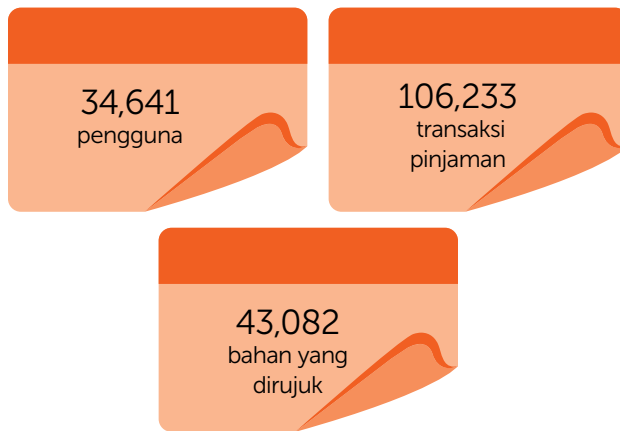 34,641
pengguna
106,233
transaksi
pinjaman
43,082
bahan yang
dirujuk